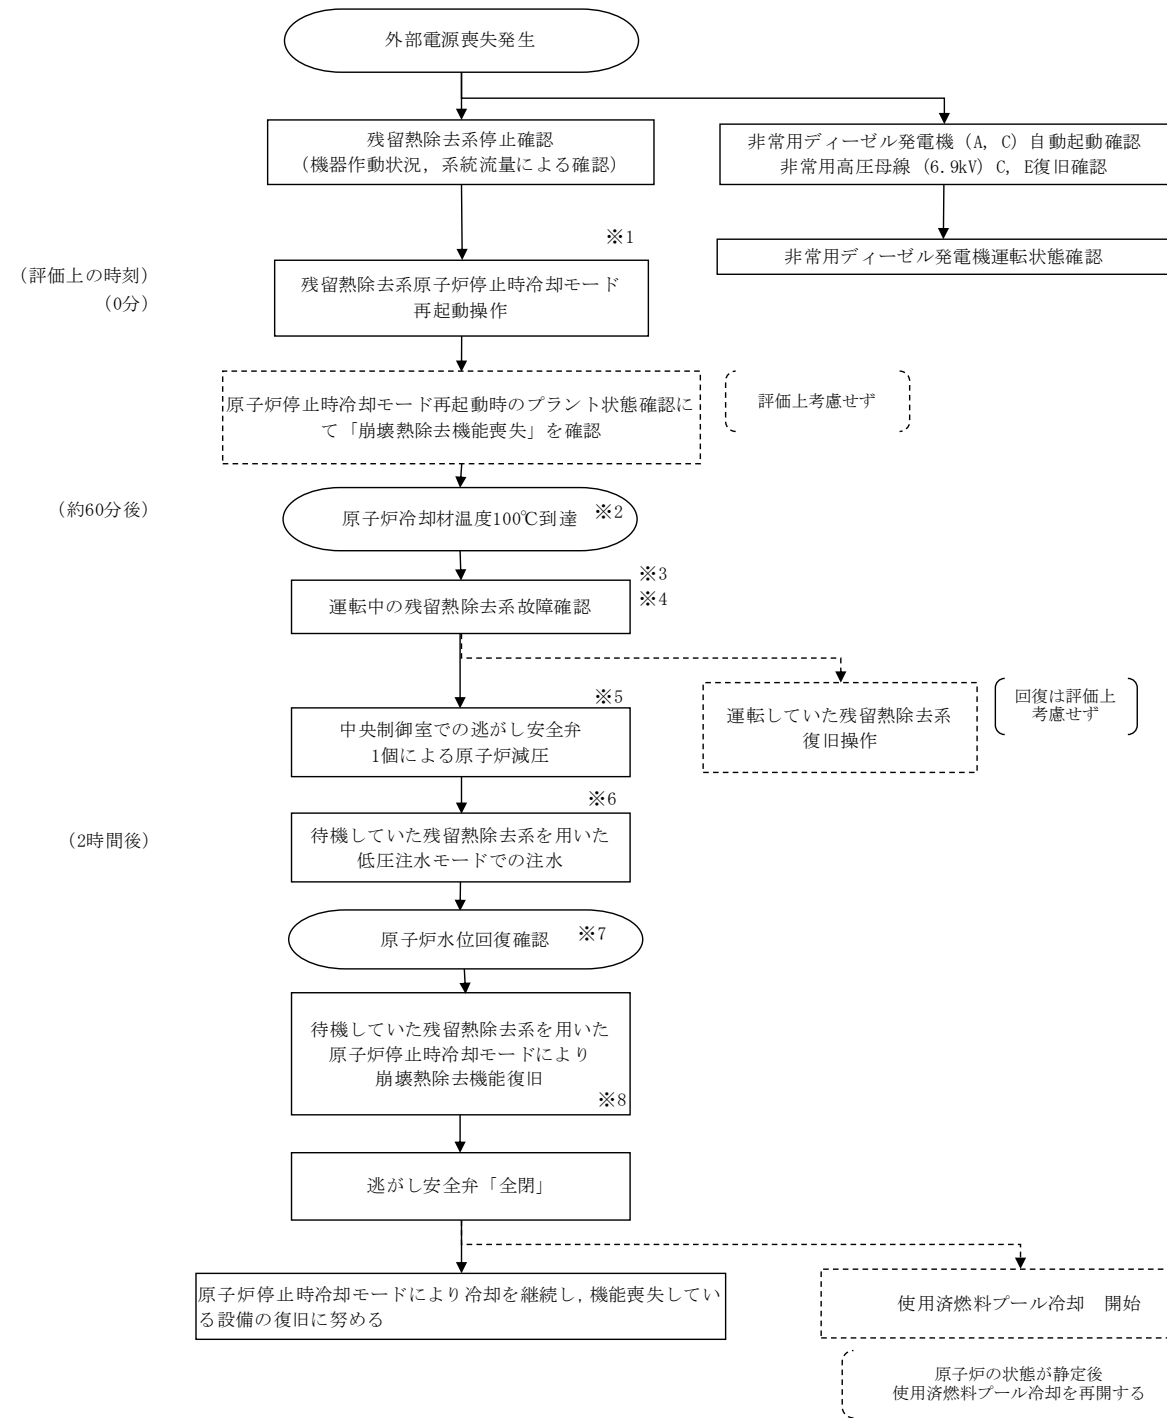 外部電源喪失発生
残留熱除去系停止確認
（機器作動状況，系統流量による確認）
非常用ディーゼル発電機（A，C）自動起動確認
非常用高圧母線（6.9kV）C，E復旧確認
※1
非常用ディーゼル発電機運転状態確認
（評価上の時刻）
（0分）
残留熱除去系原子炉停止時冷却モード
再起動操作
原子炉停止時冷却モード再起動時のプラント状態確認に
て「崩壊熱除去機能喪失」を確認
評価上考慮せず
（約60分後）
原子炉冷却材温度100℃到達
※2
※3
※4
運転中の残留熱除去系故障確認
運転していた残留熱除去系
復旧操作
回復は評価上
考慮せず
※5
中央制御室での逃がし安全弁
1個による原子炉減圧
※6
（2時間後）
待機していた残留熱除去系を用いた
低圧注水モードでの注水
原子炉水位回復確認
※7
待機していた残留熱除去系を用いた
原子炉停止時冷却モードにより
崩壊熱除去機能復旧
※8
逃がし安全弁「全閉」
原子炉停止時冷却モードにより冷却を継続し，機能喪失してい
る設備の復旧に努める
使用済燃料プール冷却　開始
原子炉の状態が静定後
使用済燃料プール冷却を再開する